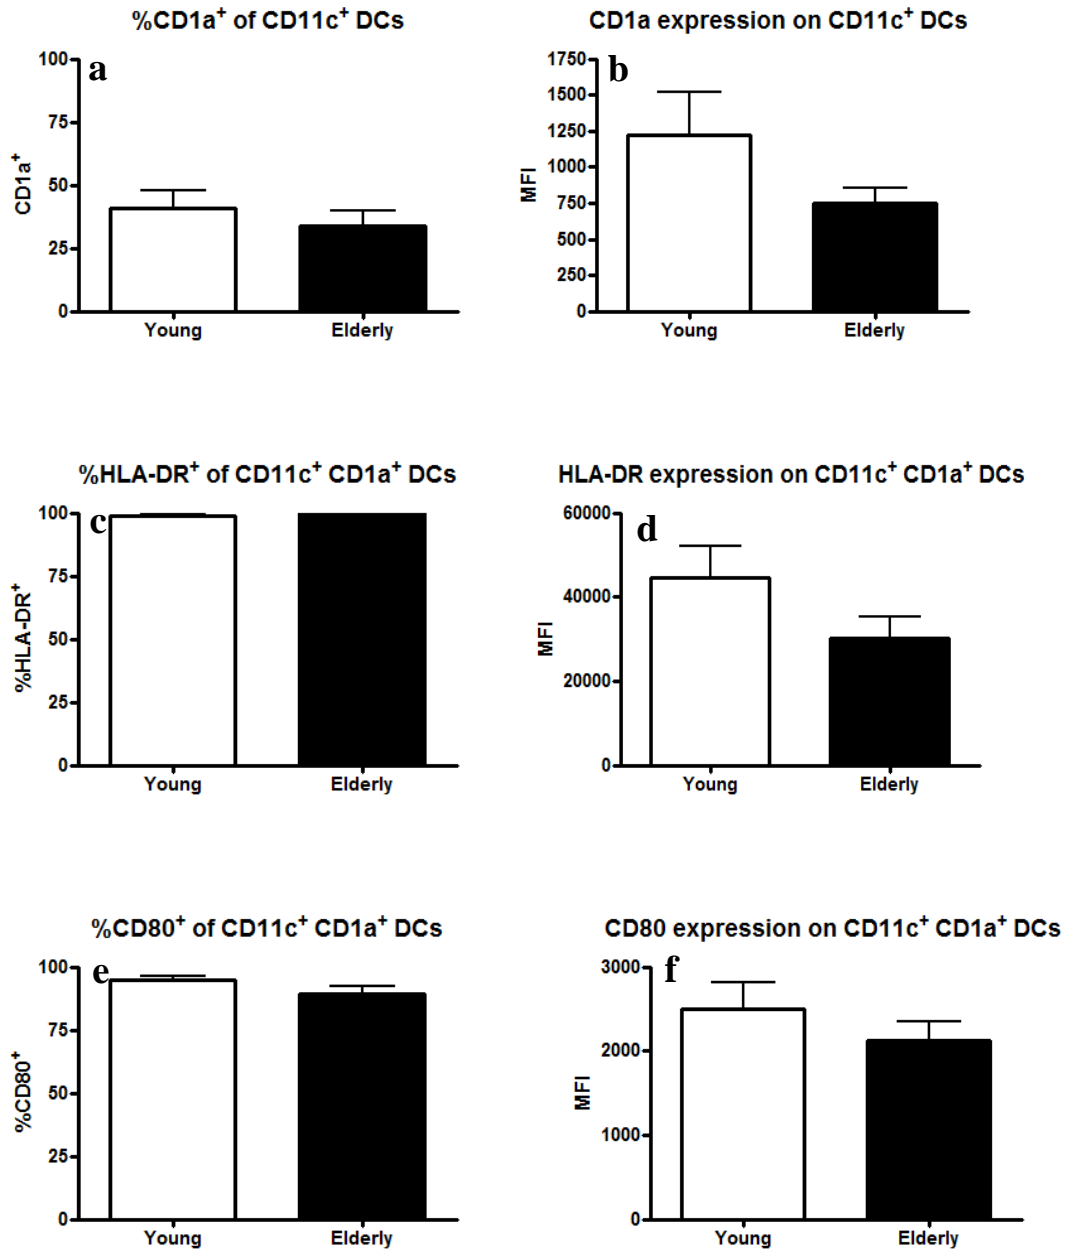 %CD1a⁺ of CD11c⁺ DCs
a
CD1a⁺
100
75
50
25
0
Young Elderly
CD1a expression on CD11c⁺ DCs
b
MFI
1750
1500
1250
1000
750
500
250
0
Young Elderly
%HLA-DR⁺ of CD11c⁺ CD1a⁺ DCs
c
%HLA-DR⁺
100
75
50
25
0
Young Elderly
HLA-DR expression on CD11c⁺ CD1a⁺ DCs
d
MFI
60000
40000
20000
0
Young Elderly
%CD80⁺ of CD11c⁺ CD1a⁺ DCs
e
%CD80⁺
100
75
50
25
0
Young Elderly
CD80 expression on CD11c⁺ CD1a⁺ DCs
f
MFI
3000
2000
1000
0
Young Elderly